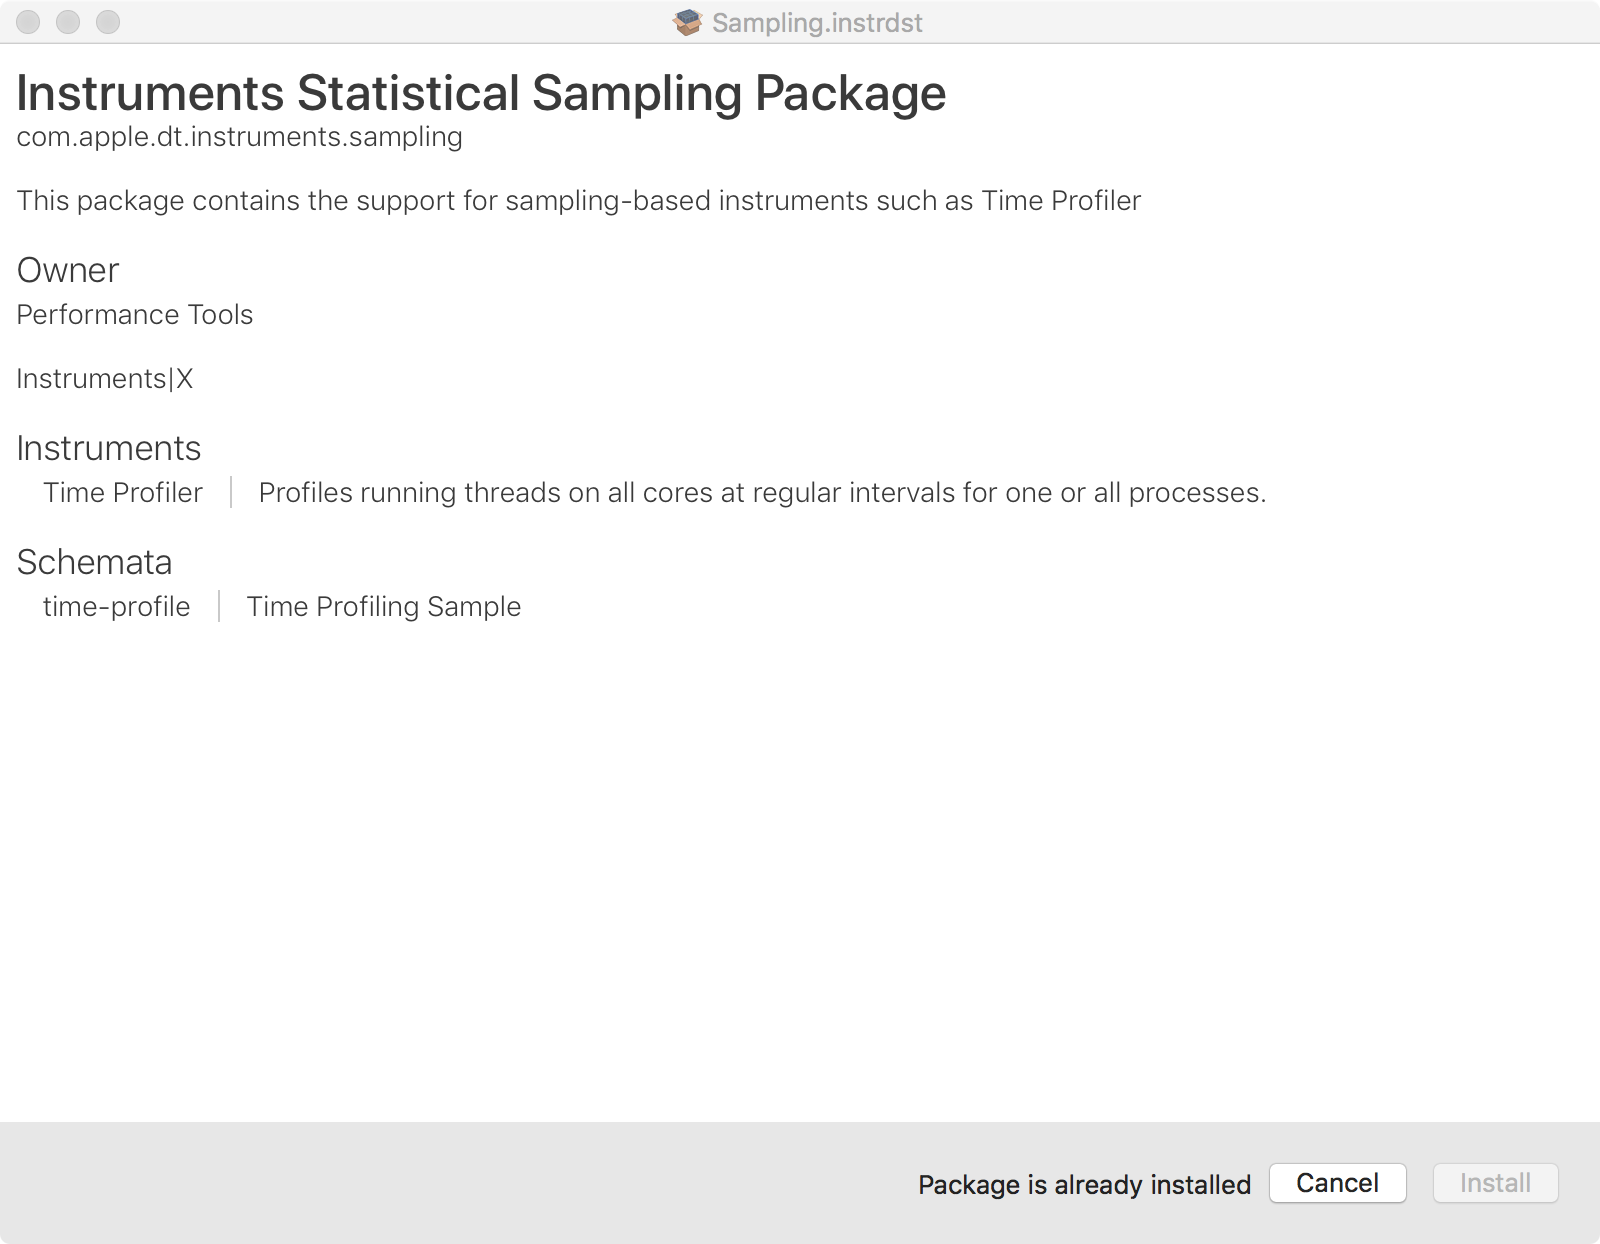 Sampling.instrdst
Instruments Statistical Sampling Package
com.apple.dt.instruments.sampling
This package contains the support for sampling-based instruments such as Time Profiler
Owner
Performance Tools
Instruments|X
Instruments
Time Profiler | Profiles running threads on all cores at regular intervals for one or all processes.
Schemata
time-profile | Time Profiling Sample
Package is already installed Cancel Install